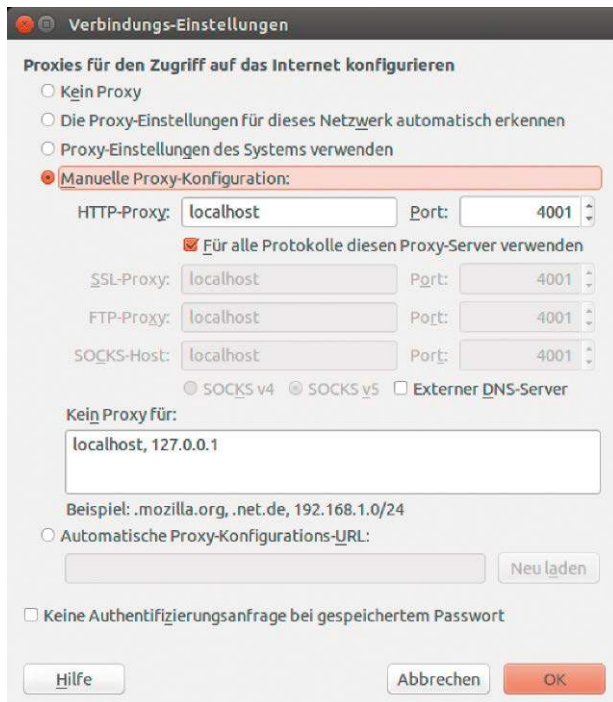 Verbindungs-Einstellungen
Proxies für den Zugriff auf das Internet konfigurieren
Kein Proxy
Die Proxy-Einstellungen für dieses Netzwerk automatisch erkennen
Proxy-Einstellungen des Systems verwenden
Manuelle Proxy-Konfiguration:
HTTP-Proxy: localhost Port: 4001
Für alle Protokolle diesen Proxy-Server verwenden
SSL-Proxy: localhost Port: 4001
FTP-Proxy: localhost Port: 4001
SOCKS-Host: localhost Port: 4001
SOCKS v4 SOCKS v5 Externer DNS-Server
Kein Proxy für:
localhost, 127.0.0.1
Beispiel: .mozilla.org, .net.de, 192.168.1.0/24
Automatische Proxy-Konfigurations-URL:
Neu laden
Keine Authentifizierungsanfrage bei gespeichertem Passwort
Hilfe Abbrechen OK